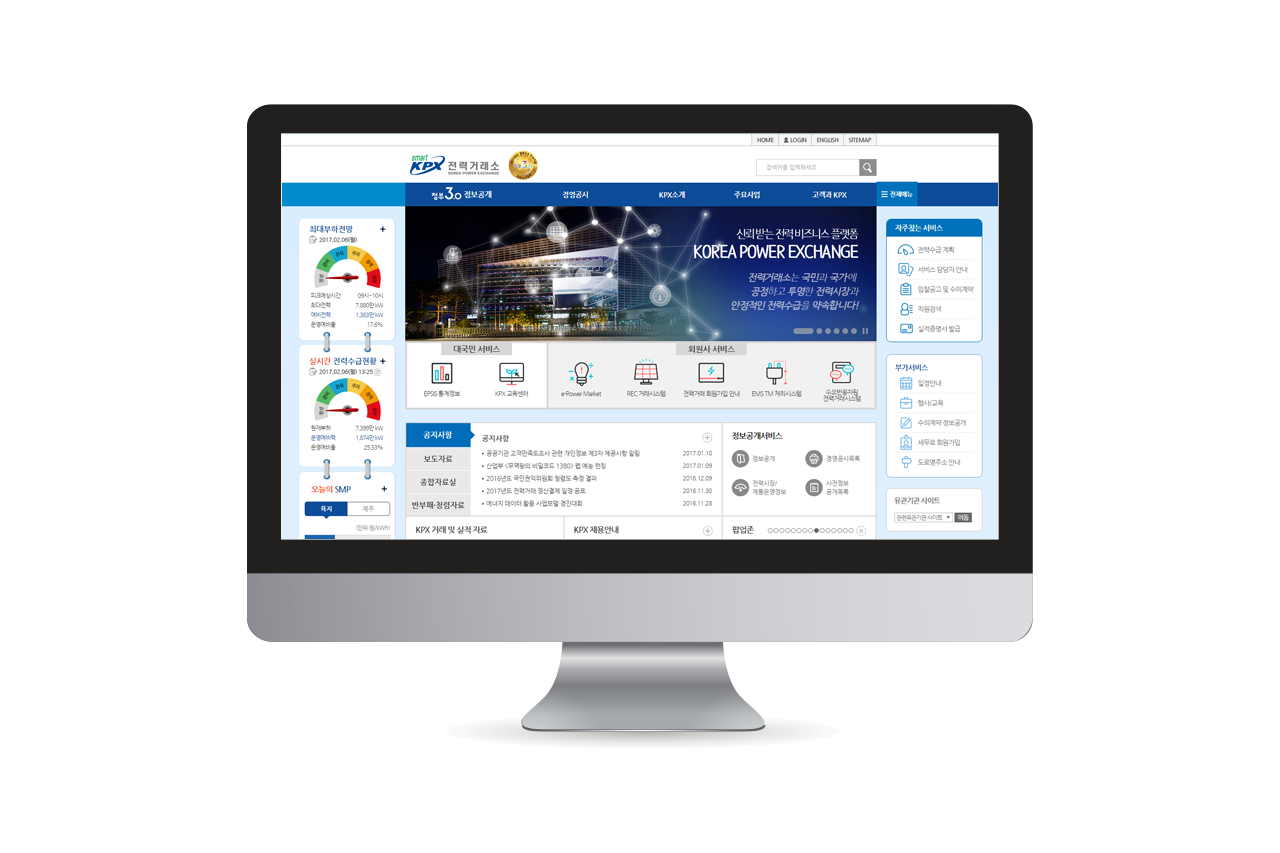 HOME LOGIN ENGLISH SITEMAP
smart KPX 전력거래소
KOREA POWER EXCHANGE
검색어를 입력하세요
정부3.0 정보공개 경영공시 KPX소개 주요사업 고객과 KPX 전체메뉴
최대부하전망 +
2017.02.06(월)
피크예상시간 09시~10시
최대전력 7,880만 kW
예비전력 1,383만 kW
운영예비율 17.6%
실시간 전력수급현황 +
2017.02.06(월) 13:25
현재부하 7,399만 kW
운영예비력 1,874만 kW
운영예비율 25.33%
오늘의 SMP +
육지 제주
(단위:원/kWh)
신뢰받는 전력 비즈니스 플랫폼
KOREA POWER EXCHANGE
전력거래소는 국민과 국가에
공정하고 투명한 전력시장과
안정적인 전력수급을 약속합니다!
대국민 서비스
EPSIS 통계정보
KPX 교육센터
회원사 서비스
e-Power Market
REC 거래시스템
전력거래 회원가입 안내
EMS TM 처리시스템
수요반응자원
전력거래시스템
공지사항
보도자료
종합자료실
반부패·청렴자료
공지사항
• 공공기관 고객만족도조사 관련 개인정보 제3자 제공사항 알림 2017.01.10
• 산업부 <무역왕의 비밀코드 1380> 웹 예능 런칭 2017.01.09
• 2016년도 국민권익위원회 청렴도 측정 결과 2016.12.09
• 2017년도 전력거래 정산결제 일정 공표 2016.11.30
• 에너지 데이터 활용 사업모델 경진대회 2016.11.28
정보공개서비스
정보공개
경영공시목록
전력시장/
계통운영정보
사전정보
공개목록
KPX 거래 및 실적 자료
KPX 채용안내
팝업존
자주찾는 서비스
전력수급 계획
서비스 담당자 안내
입찰공고 및 수의계약
직원검색
실적증명서 발급
부가서비스
일정안내
행사/교육
수의계약 정보공개
세무로 회원가입
도로명주소 안내
유관기관 사이트
관련유관기관 사이트 이동